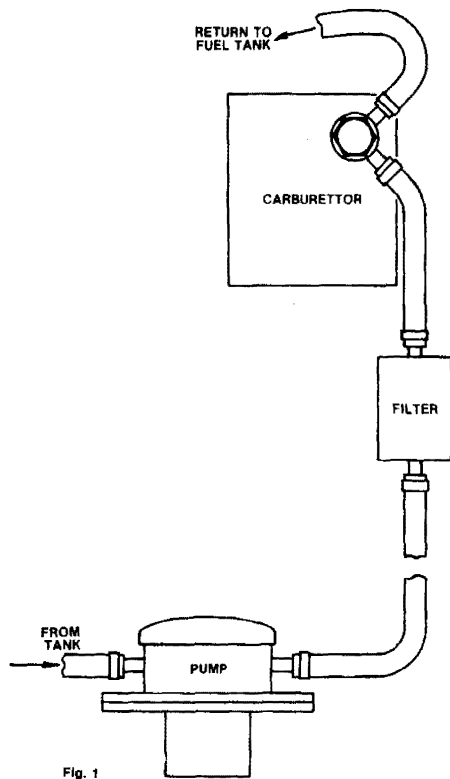 RETURN TO
FUEL TANK
CARBURETTOR
FILTER
FROM
TANK
PUMP
Fig. 1